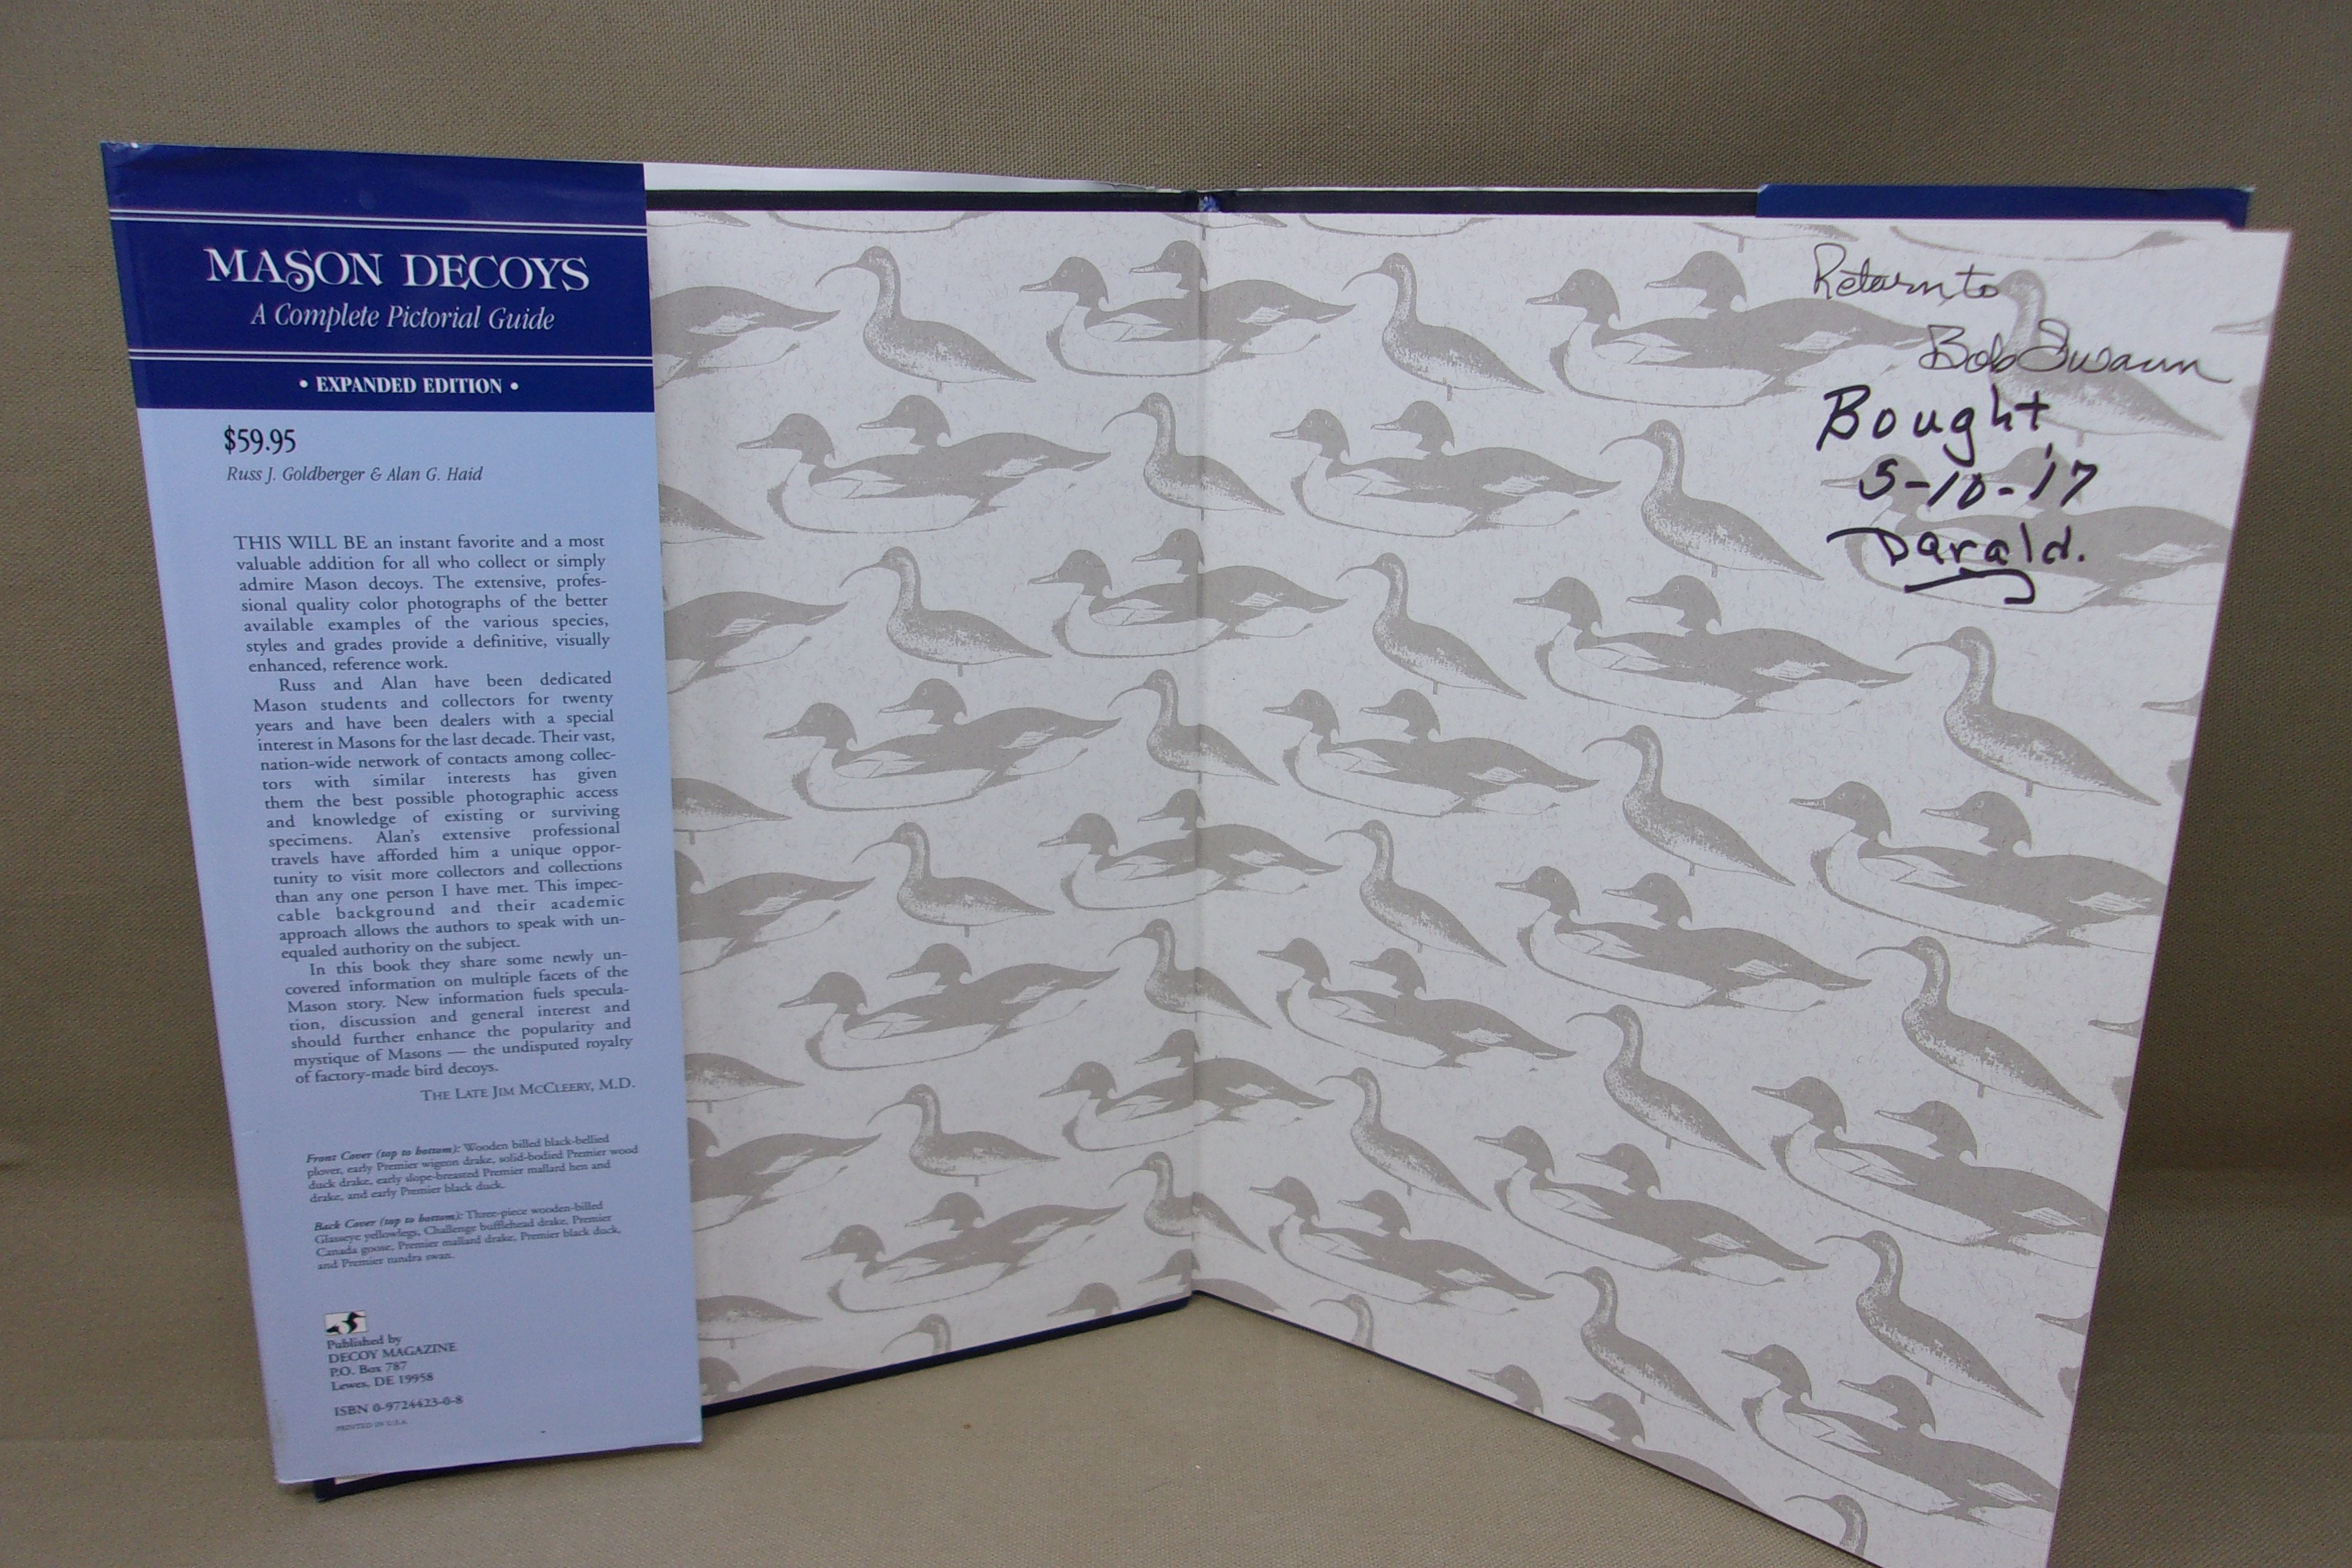 MASON DECOYS
A Complete Pictorial Guide
• EXPANDED EDITION •
$59.95
Russ J. Goldberger & Alan G. Haid
THIS WILL BE an instant favorite and a most
valuable addition for all who collect or simply
admire Mason decoys. The extensive, profes-
sional quality color photographs of the better
available examples of the various species,
styles and grades provide a definitive, visually
enhanced, reference work.
Russ and Alan have been dedicated
Mason students and collectors for twenty
years and have been dealers with a special
interest in Masons for the last decade. Their vast,
nation-wide network of contacts among collec-
tors with similar interests has given
them the best possible photographic access
and knowledge of existing or surviving
specimens. Alan's extensive professional
travels have afforded him a unique oppor-
tunity to visit more collectors and collections
than any one person I have met. This impec-
cable background and their academic
approach allows the authors to speak with un-
equaled authority on the subject.
In this book they share some newly un-
covered information on multiple facets of the
Mason story. New information fuels specula-
tion, discussion and general interest and
should further enhance the popularity and
mystique of Masons — the undisputed royalty
of factory-made bird decoys.
THE LATE JIM MCCLEERY, M.D.
Front Cover (top to bottom): Wooden billed black-bellied
plover, early Premier wigeon drake, solid-bodied Premier wood
duck drake, early slope-breasted Premier mallard hen and
drake, and early Premier black duck.
Back Cover (top to bottom): Three-piece wooden-billed
Glasseye yellowlegs, Challenge bufflehead drake, Premier
Canada goose, Premier mallard drake, Premier black duck,
and Premier tundra swan.
Published by
DECOY MAGAZINE
P.O. Box 787
Lewes, DE 19958
ISBN 0-9724423-0-8
PRINTED IN U.S.A.
Return to
Bob Swann
Bought
5-10-'17
Darald.